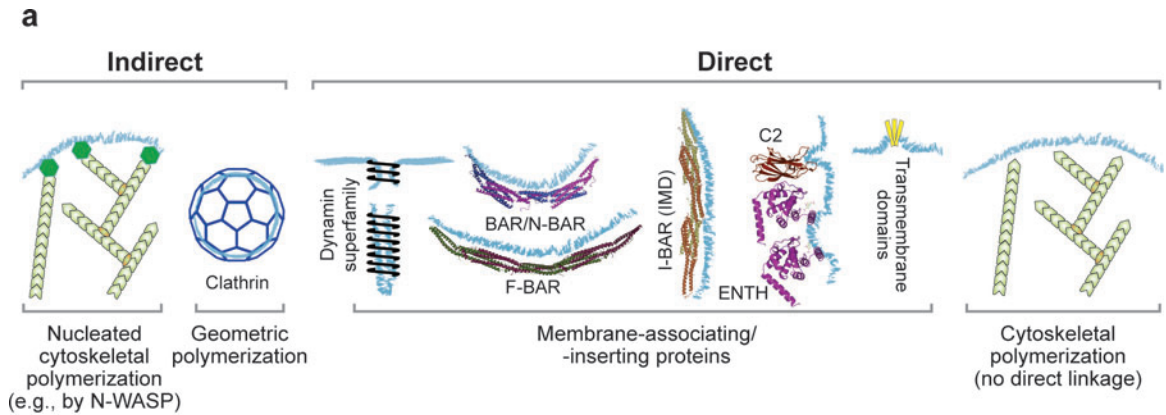 a
Indirect
Direct
Clathrin
Dynamin
superfamily
BAR/N-BAR
F-BAR
I-BAR (IMD)
C2
ENTH
Transmembrane
domains
Nucleated
cytoskeletal
polymerization
(e.g., by N-WASP)
Geometric
polymerization
Membrane-associating/
-inserting proteins
Cytoskeletal
polymerization
(no direct linkage)